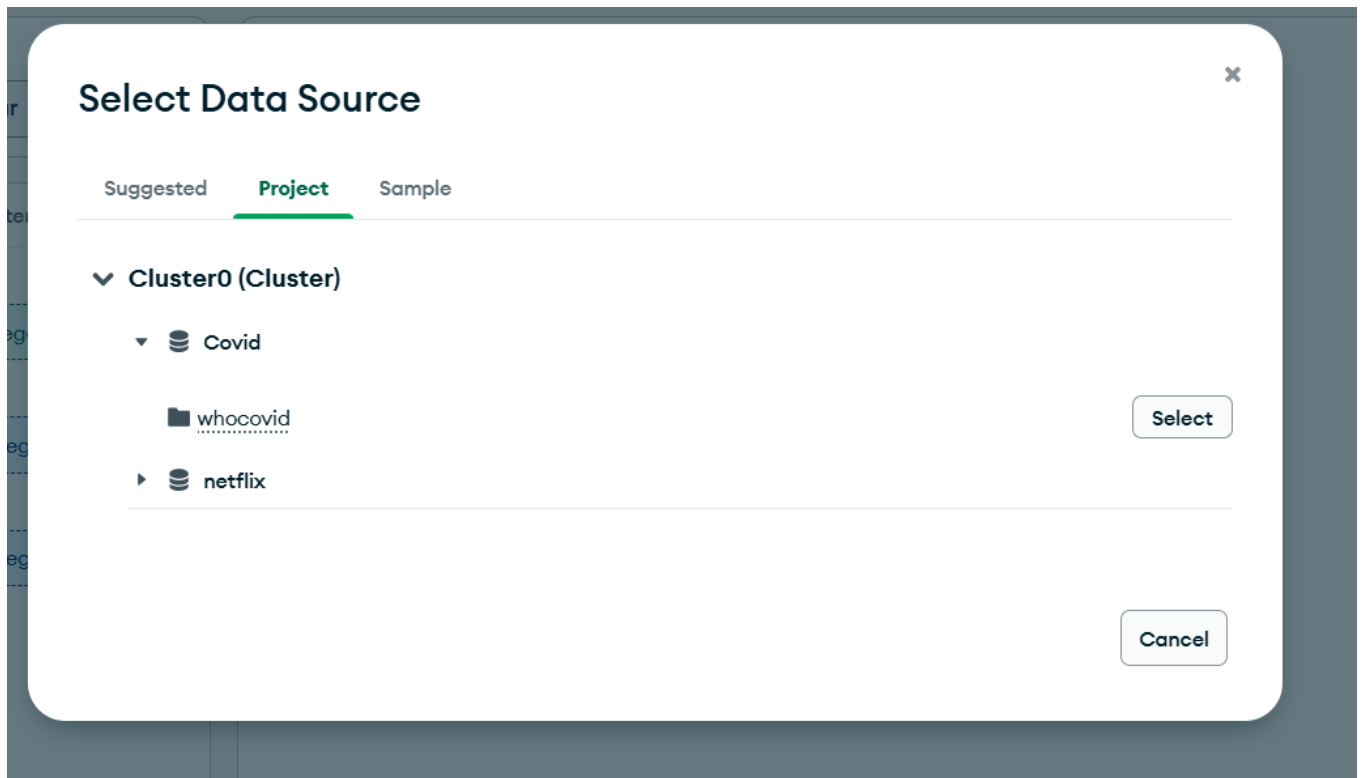 Select Data Source
Suggested Project Sample
Cluster0 (Cluster)
Covid
whocovid Select
netflix
Cancel